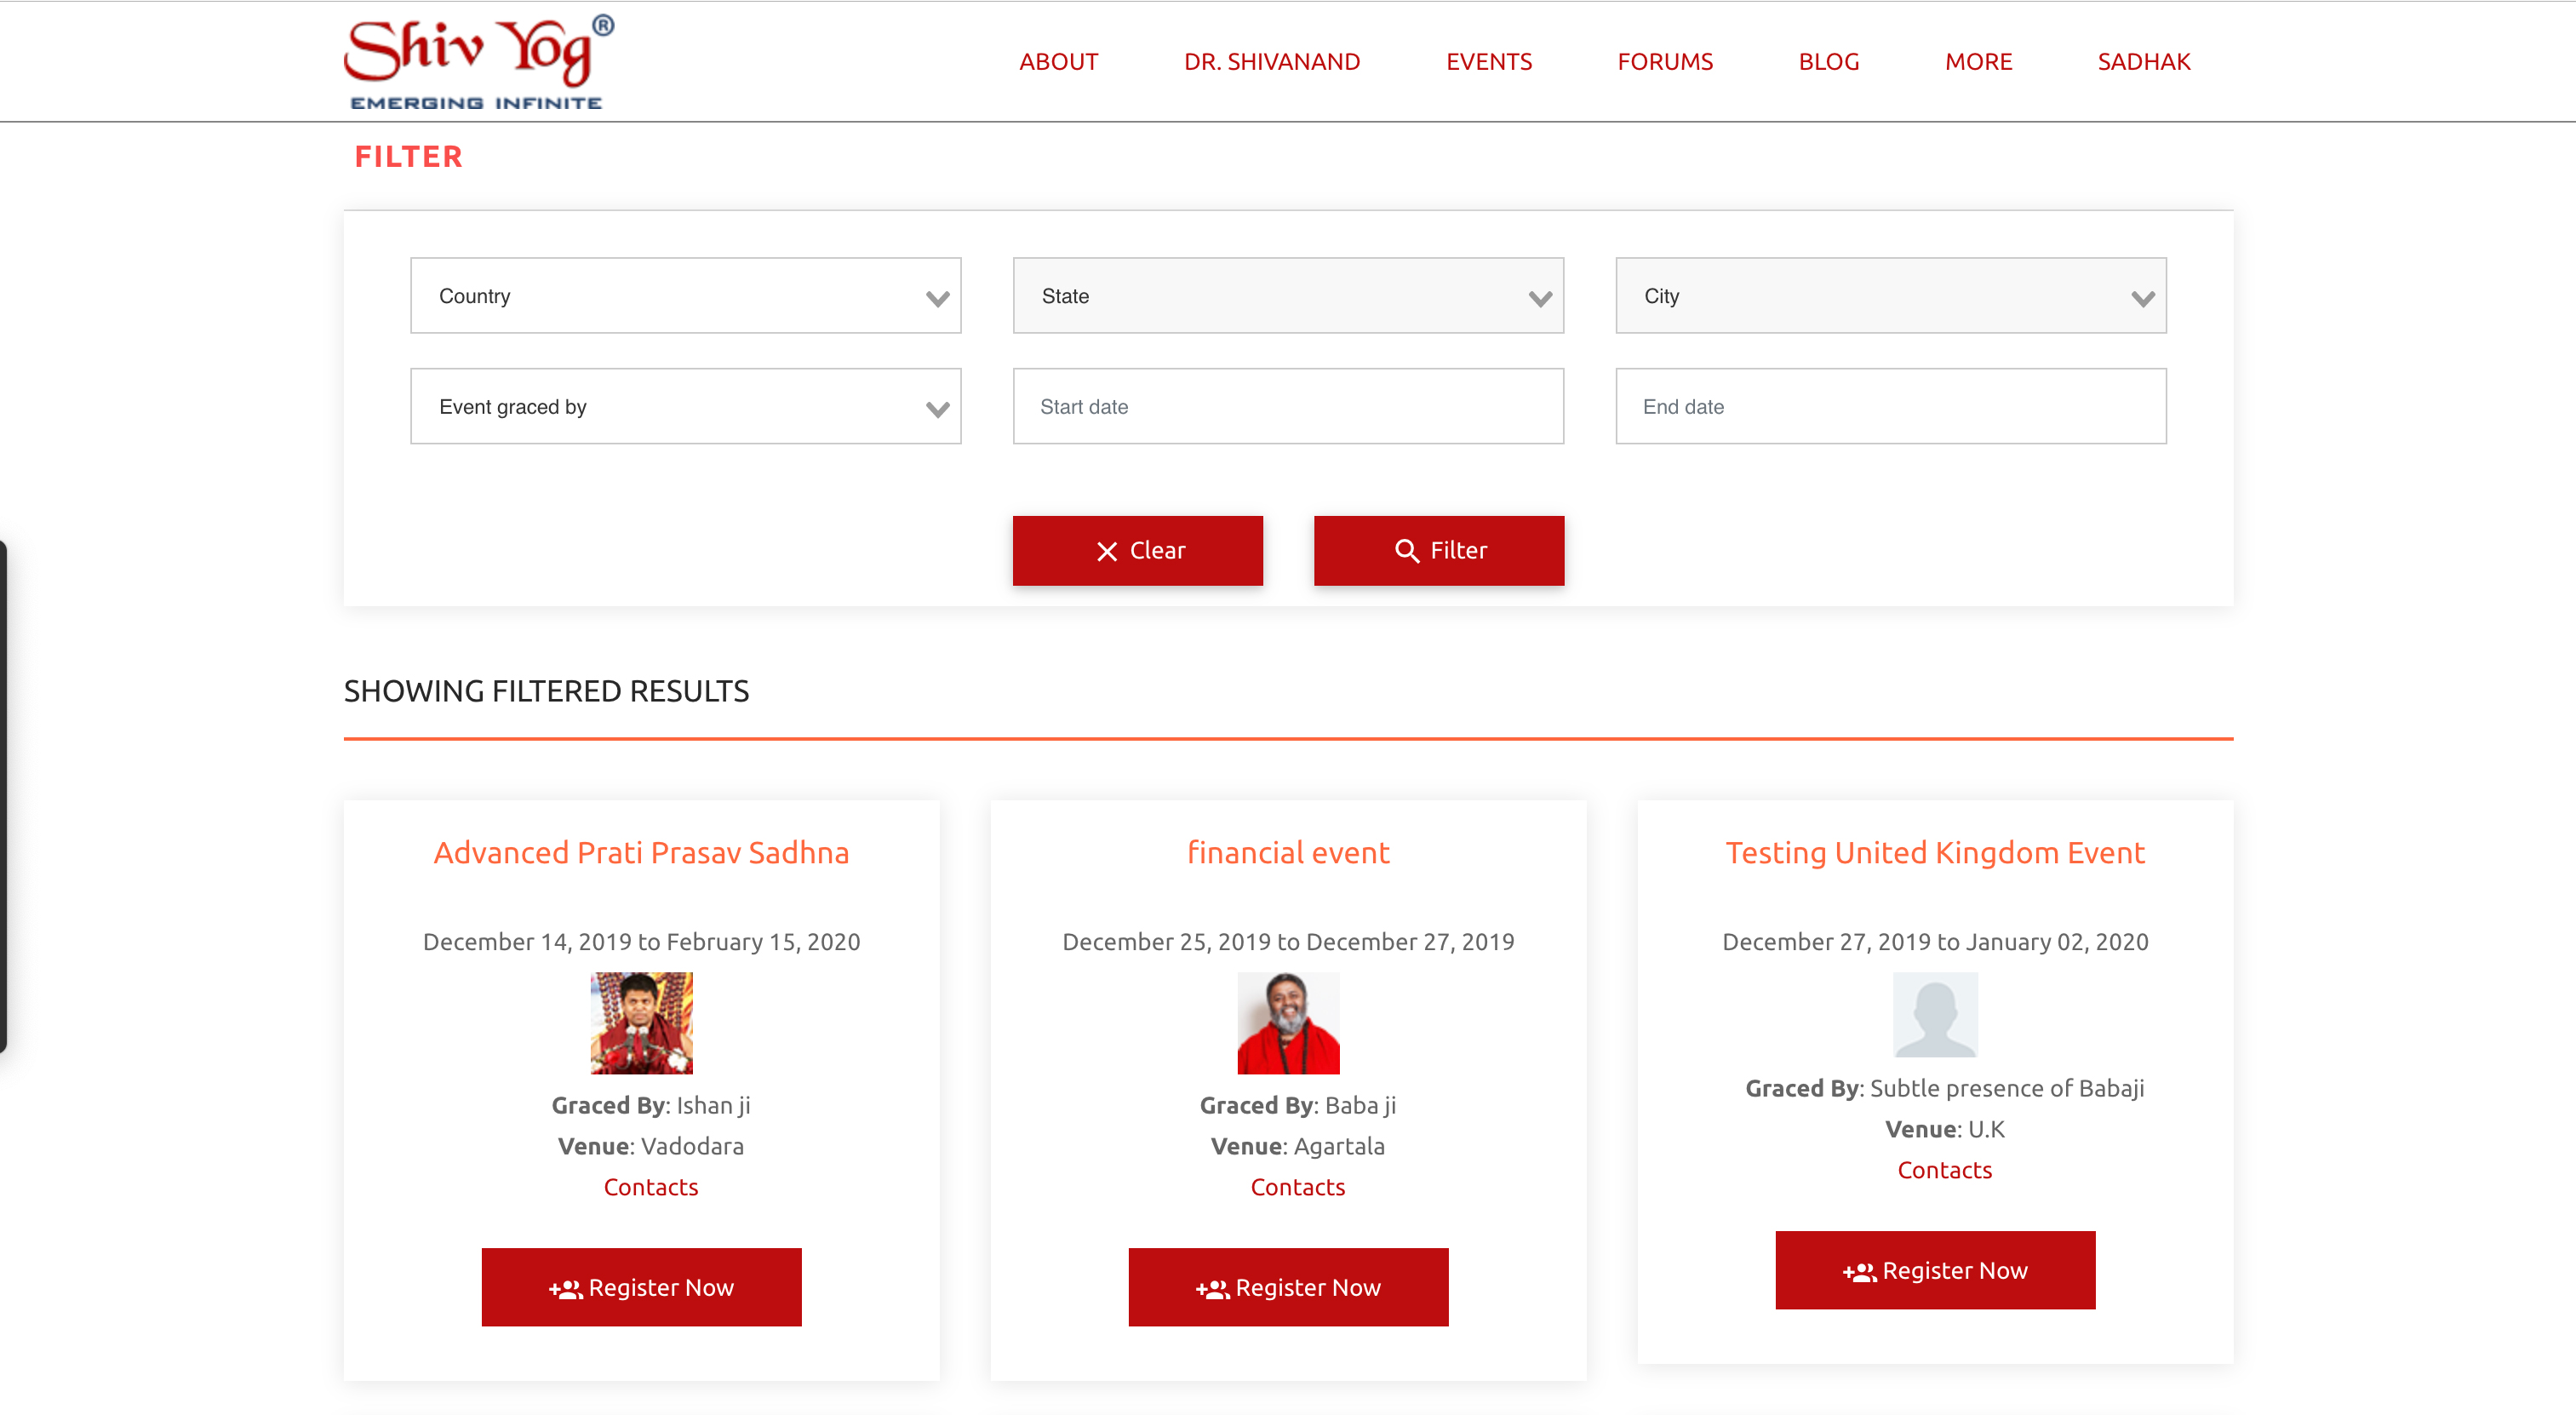 Shiv Yog®
EMERGING INFINITE
ABOUT DR. SHIVANAND EVENTS FORUMS BLOG MORE SADHAK
FILTER
Country State City
Event graced by Start date End date
Clear Filter
SHOWING FILTERED RESULTS
Advanced Prati Prasav Sadhna
December 14, 2019 to February 15, 2020
Graced By: Ishan ji
Venue: Vadodara
Contacts
Register Now
financial event
December 25, 2019 to December 27, 2019
Graced By: Baba ji
Venue: Agartala
Contacts
Register Now
Testing United Kingdom Event
December 27, 2019 to January 02, 2020
Graced By: Subtle presence of Babaji
Venue: U.K
Contacts
Register Now